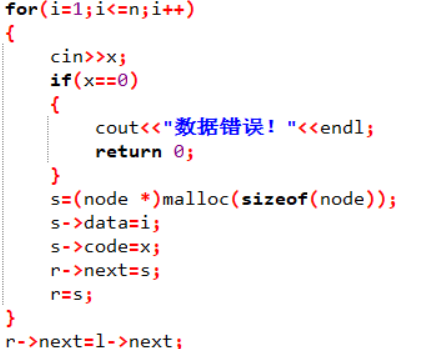 for(i=1;i<=n;i++)
{
    cin>>x;
    if(x==0)
    {
        cout<<"数据错误！"<<endl;
        return 0;
    }
    s=(node *)malloc(sizeof(node));
    s->data=i;
    s->code=x;
    r->next=s;
    r=s;
}
r->next=l->next;